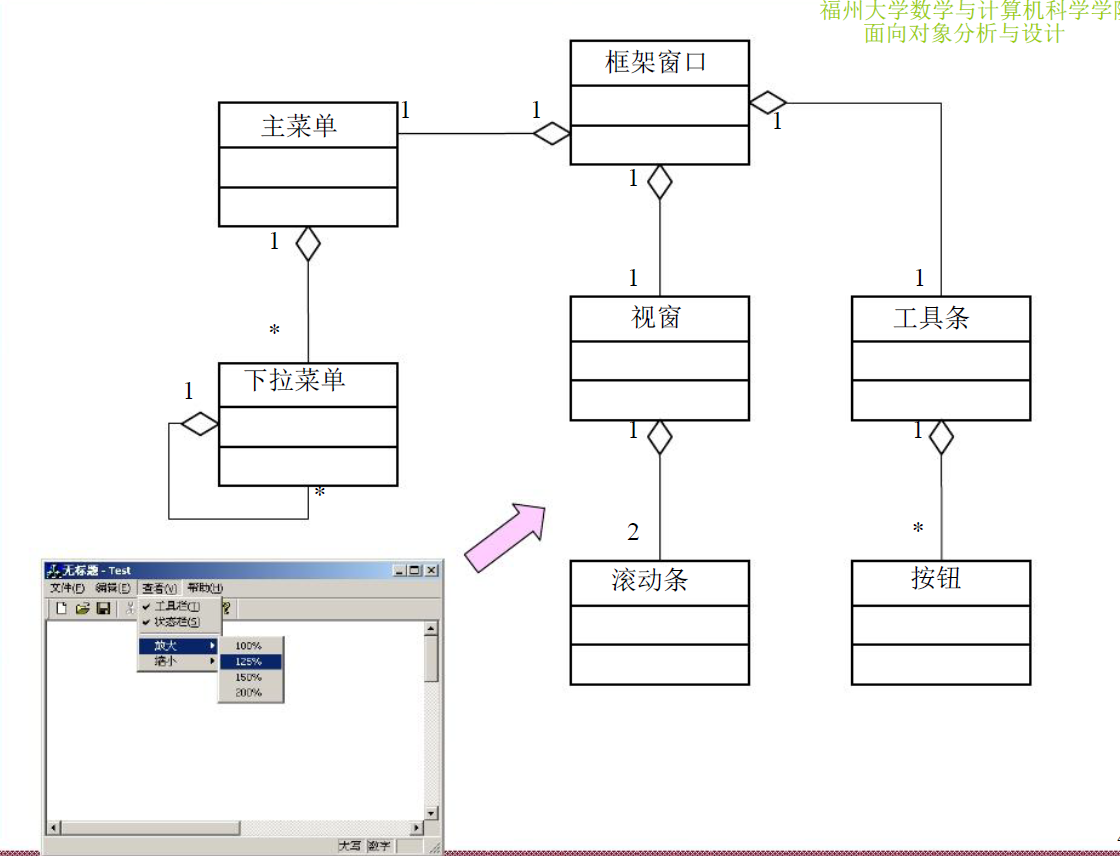 福州大学数学与计算机科学学院
面向对象分析与设计
框架窗口
1
1
1
主菜单
1
1
1
1
*
视窗
工具条
下拉菜单
1
*
1
1
2
*
滚动条
按钮
无标题 - Test
文件(F) 编辑(E) 查看(V) 帮助(H)
工具栏(T)
状态栏(S)
放大
缩小
100%
125%
150%
200%
大写 数字